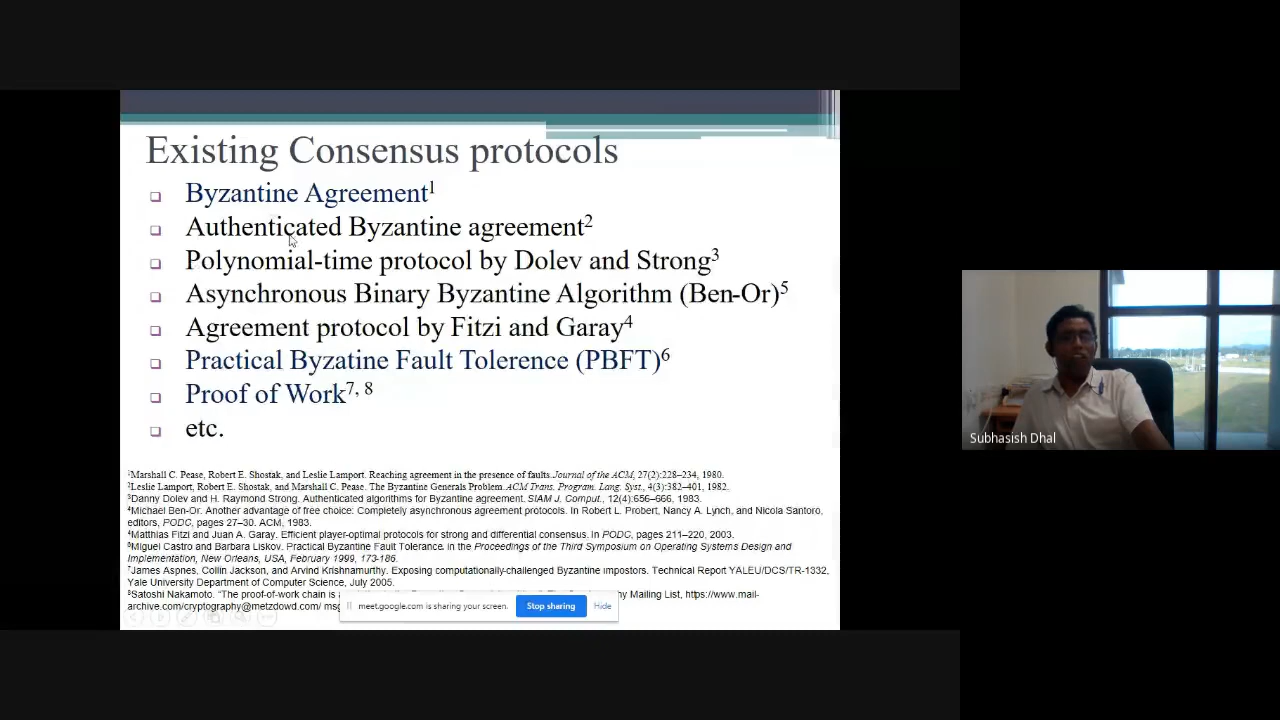 Existing Consensus protocols
Byzantine Agreement1
Authenticated Byzantine agreement2
Polynomial-time protocol by Dolev and Strong3
Asynchronous Binary Byzantine Algorithm (Ben-Or)5
Agreement protocol by Fitzi and Garay4
Practical Byzatine Fault Tolerence (PBFT)6
Proof of Work7, 8
etc.
1Marshall C. Pease, Robert E. Shostak, and Leslie Lamport. Reaching agreement in the presence of faults.Journal of the ACM, 27(2):228–234, 1980.
2Leslie Lamport, Robert E. Shostak, and Marshall C. Pease. The Byzantine Generals Problem.ACM Trans. Program. Lang. Syst., 4(3):382–401, 1982.
3Danny Dolev and H. Raymond Strong. Authenticated algorithms for Byzantine agreement. SIAM J. Comput., 12(4):656–666, 1983.
4Michael Ben-Or. Another advantage of free choice: Completely asynchronous agreement protocols. In Robert L. Probert, Nancy A. Lynch, and Nicola Santoro,
editors, PODC, pages 27–30. ACM, 1983.
4Matthias Fitzi and Juan A. Garay. Efficient player-optimal protocols for strong and differential consensus. In PODC, pages 211–220, 2003.
6Miguel Castro and Barbara Liskov. Practical Byzantine Fault Tolerance. in the Proceedings of the Third Symposium on Operating Systems Design and
Implementation, New Orleans, USA, February 1999, 173-186.
7James Aspnes, Collin Jackson, and Arvind Krishnamurthy. Exposing computationally-challenged Byzantine impostors. Technical Report YALEU/DCS/TR-1332,
Yale University Department of Computer Science, July 2005.
8Satoshi Nakamoto. "The proof-of-work chain is Mailing List, https://www.mail-
archive.com/cryptography@metzdowd.com/
meet.google.com is sharing your screen. Stop sharing Hide
Subhasish Dhal